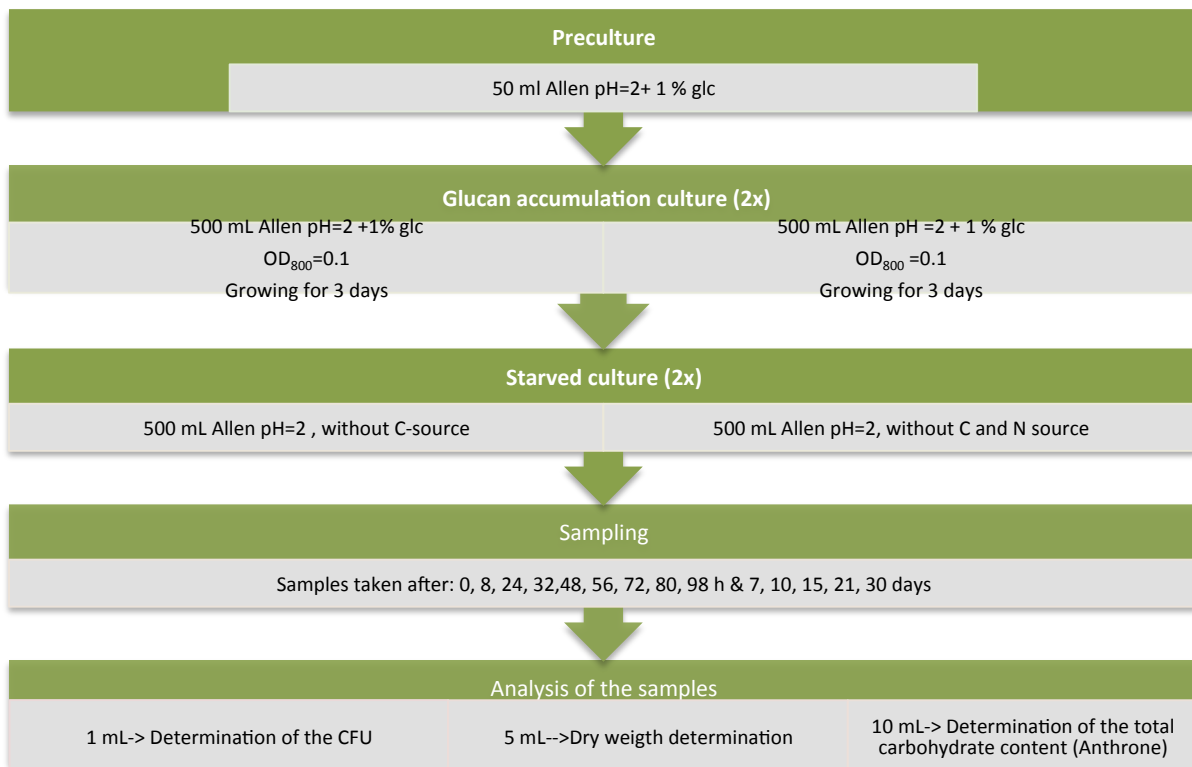 Preculture
50 ml Allen pH=2+ 1 % glc
Glucan accumulation culture (2x)
500 mL Allen pH=2 +1% glc
OD800=0.1
Growing for 3 days
500 mL Allen pH =2 + 1 % glc
OD800 =0.1
Growing for 3 days
Starved culture (2x)
500 mL Allen pH=2 , without C-source
500 mL Allen pH=2, without C and N source
Sampling
Samples taken after: 0, 8, 24, 32,48, 56, 72, 80, 98 h & 7, 10, 15, 21, 30 days
Analysis of the samples
1 mL-> Determination of the CFU
5 mL-->Dry weigth determination
10 mL-> Determination of the total
carbohydrate content (Anthrone)